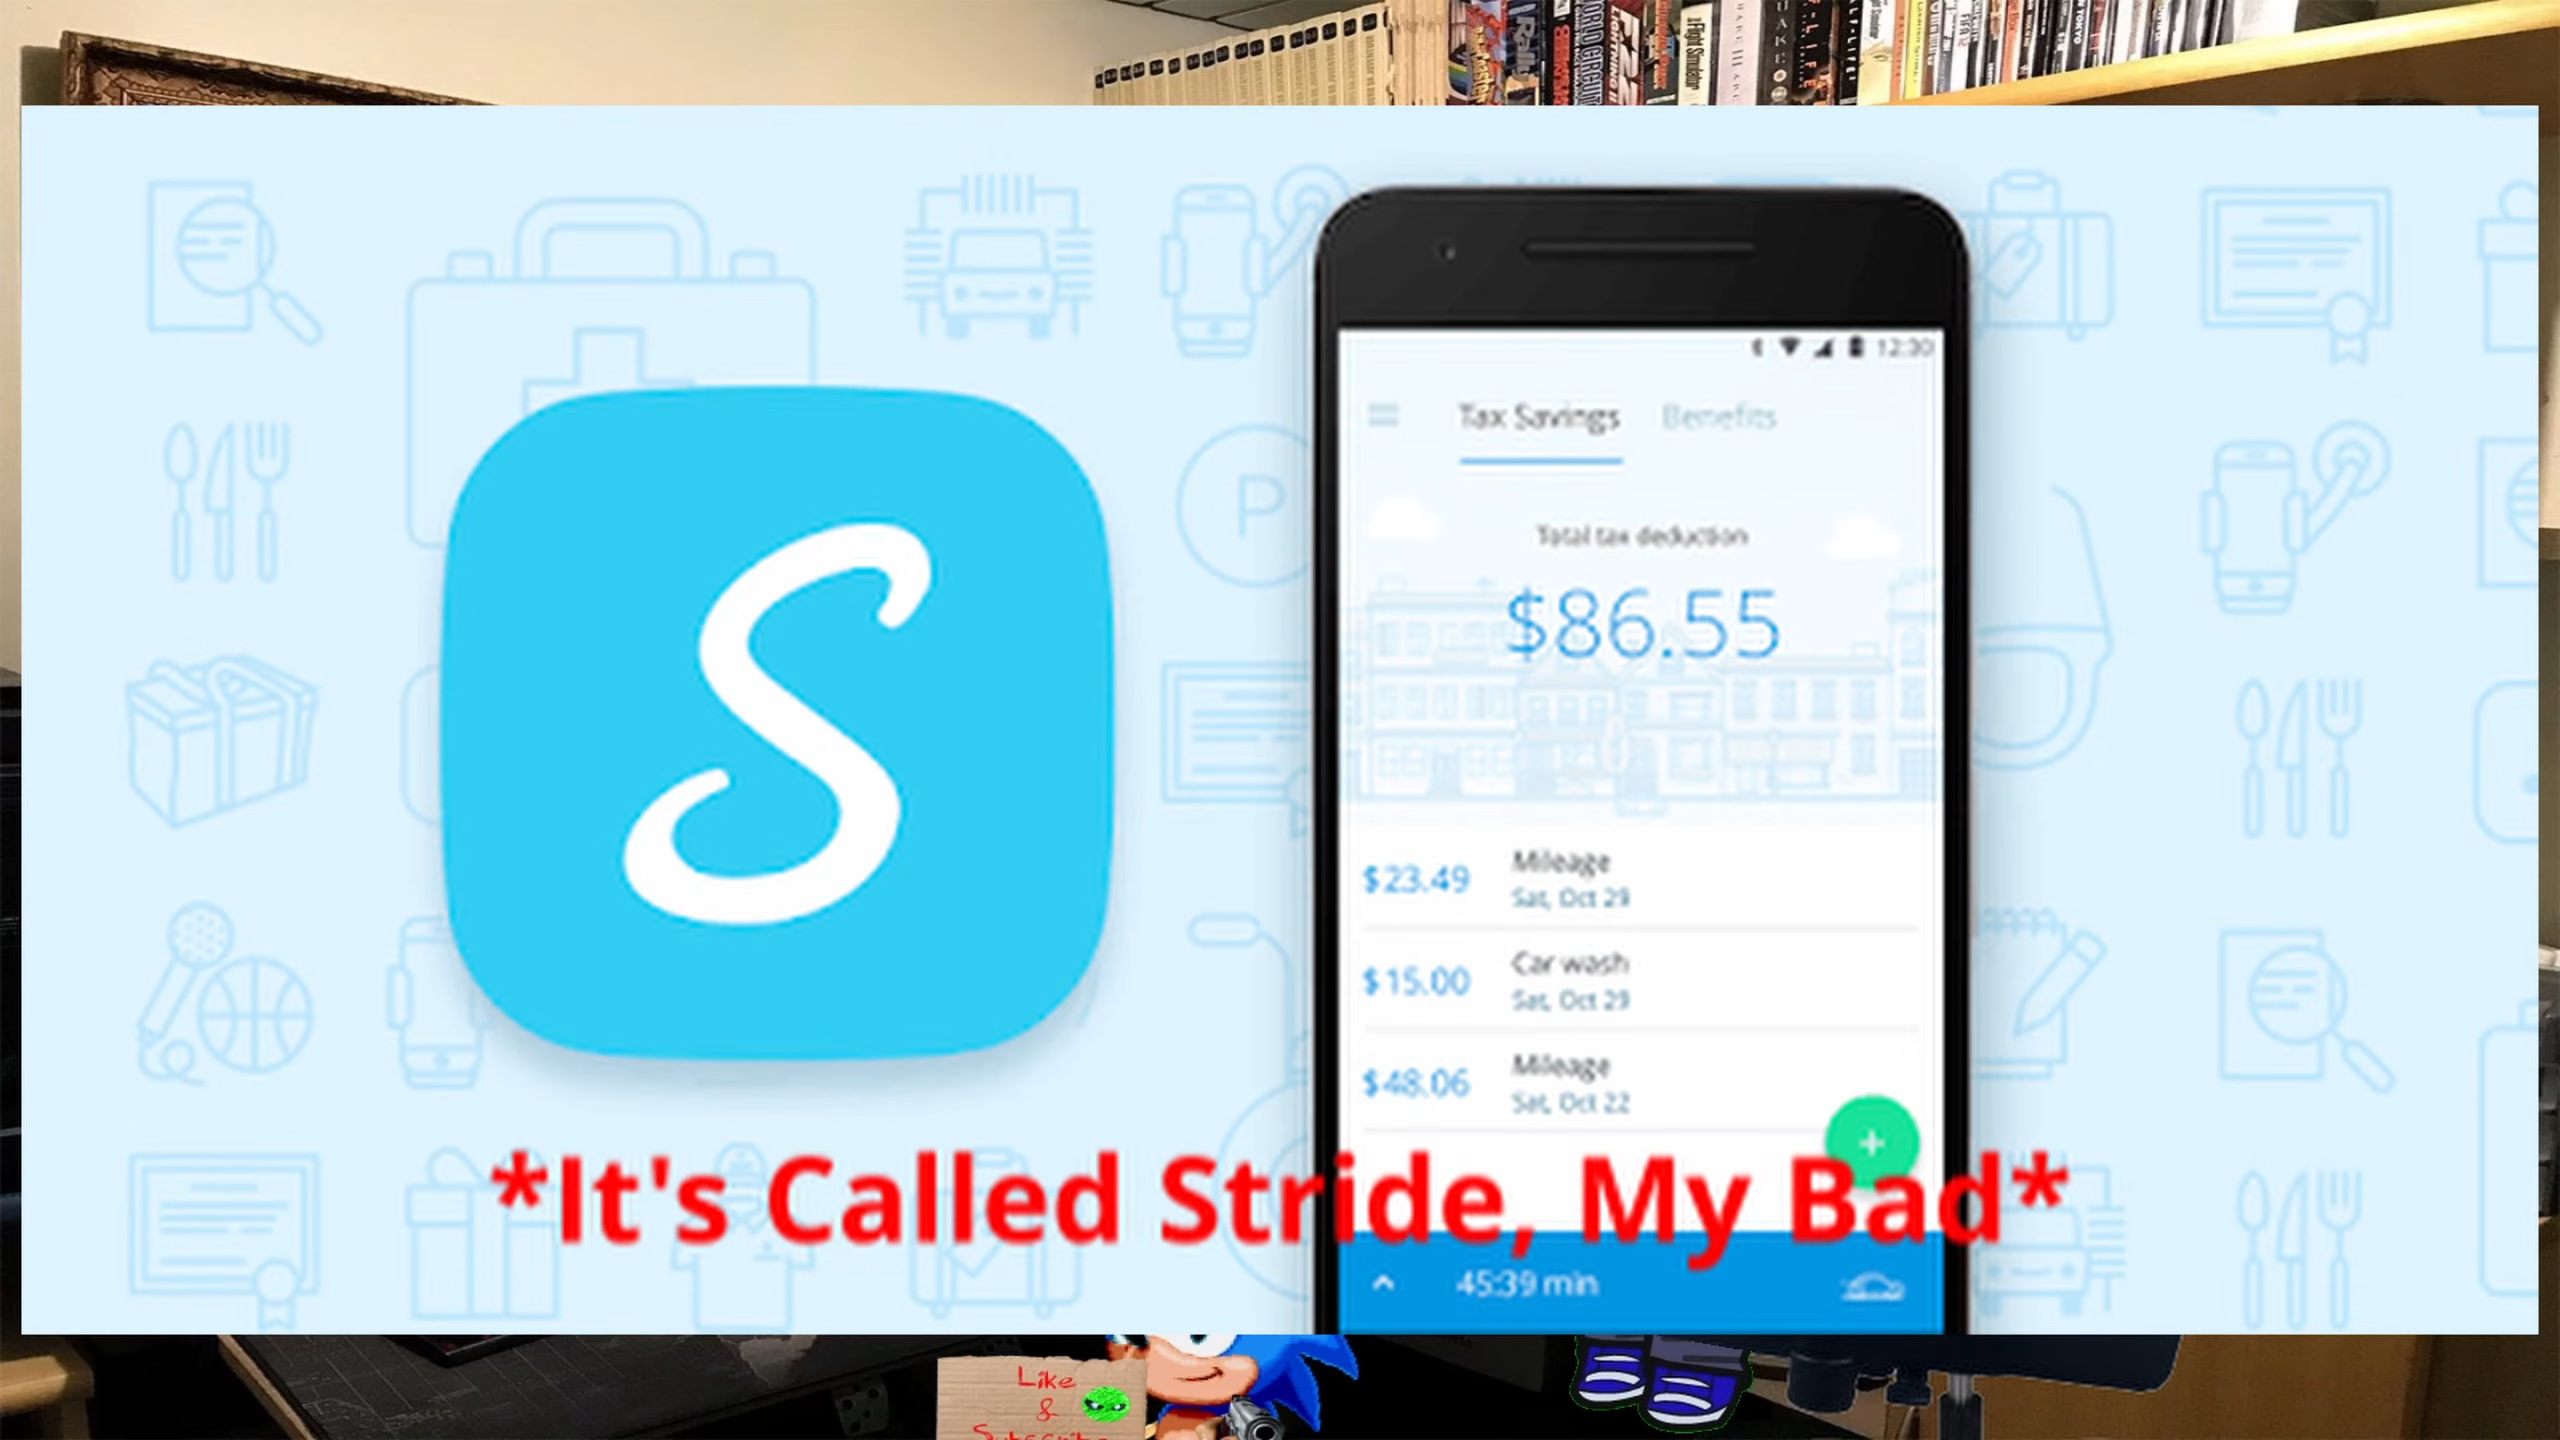 12:30
Tax Savings Benefits
Total tax deduction
$86.55
$23.49 Mileage
Sat, Oct 29
$15.00 Car wash
Sat, Oct 29
$48.06 Mileage
Sat, Oct 22
+
*It's Called Stride, My Bad*
45:39 min
S
P
P
Like
&